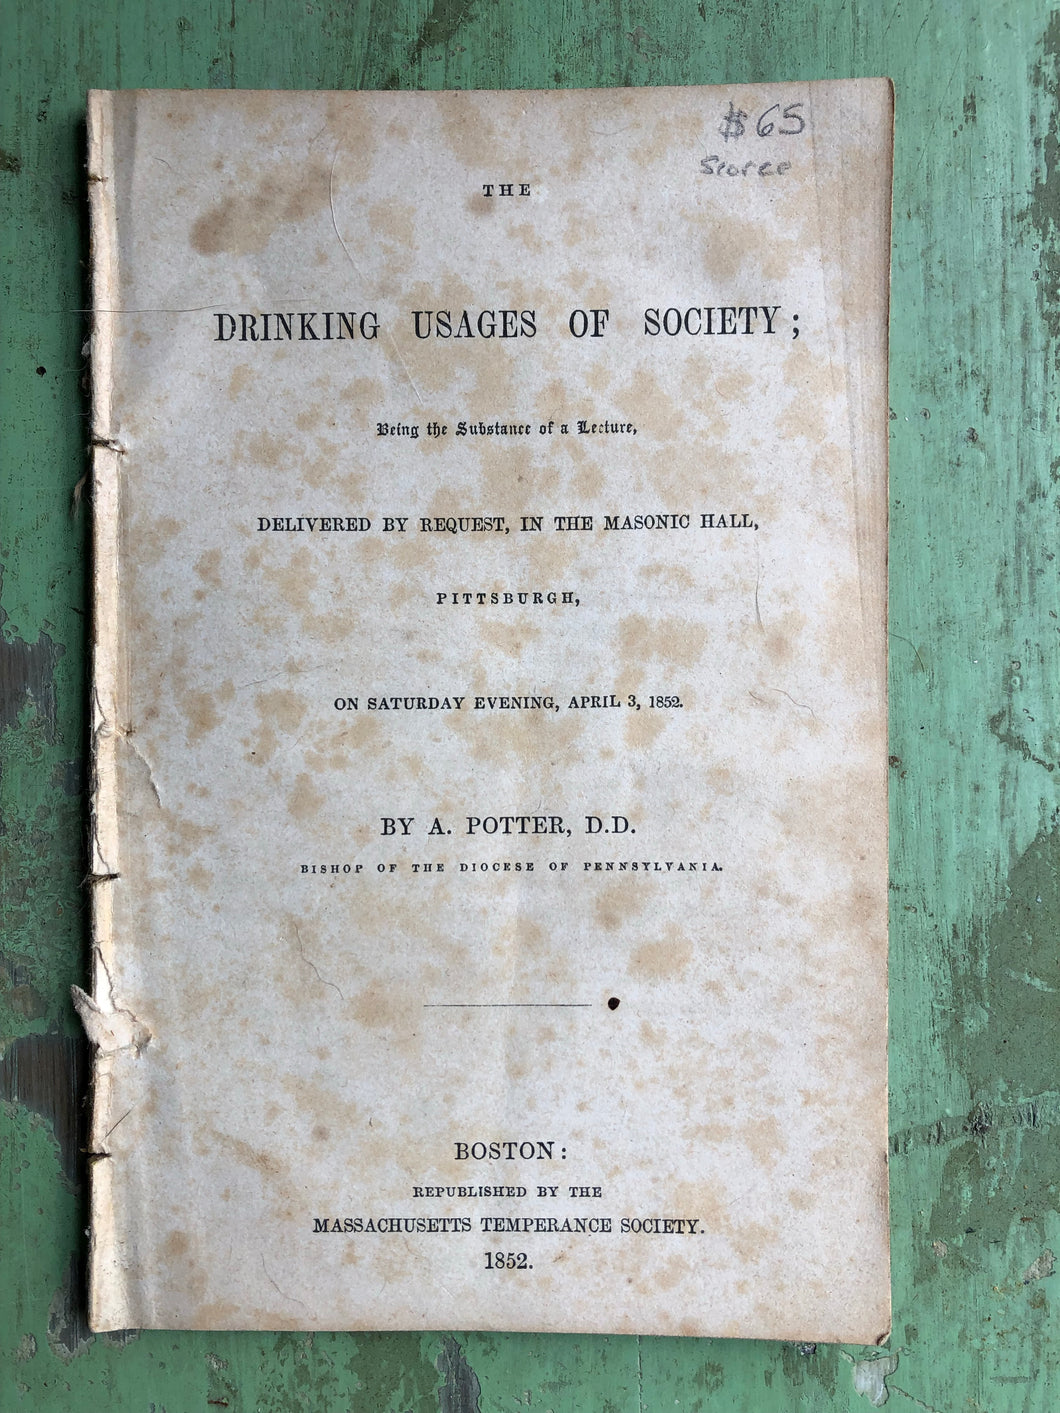 $65
THE
DRINKING USAGES OF SOCIETY;
Being the Substance of a Lecture,
DELIVERED BY REQUEST, IN THE MASONIC HALL,
PITTSBURGH,
ON SATURDAY EVENING, APRIL 3, 1852.
BY A. POTTER, D.D.
BISHOP OF THE DIOCESE OF PENNSYLVANIA.
BOSTON:
REPUBLISHED BY THE
MASSACHUSETTS TEMPERANCE SOCIETY.
1852.